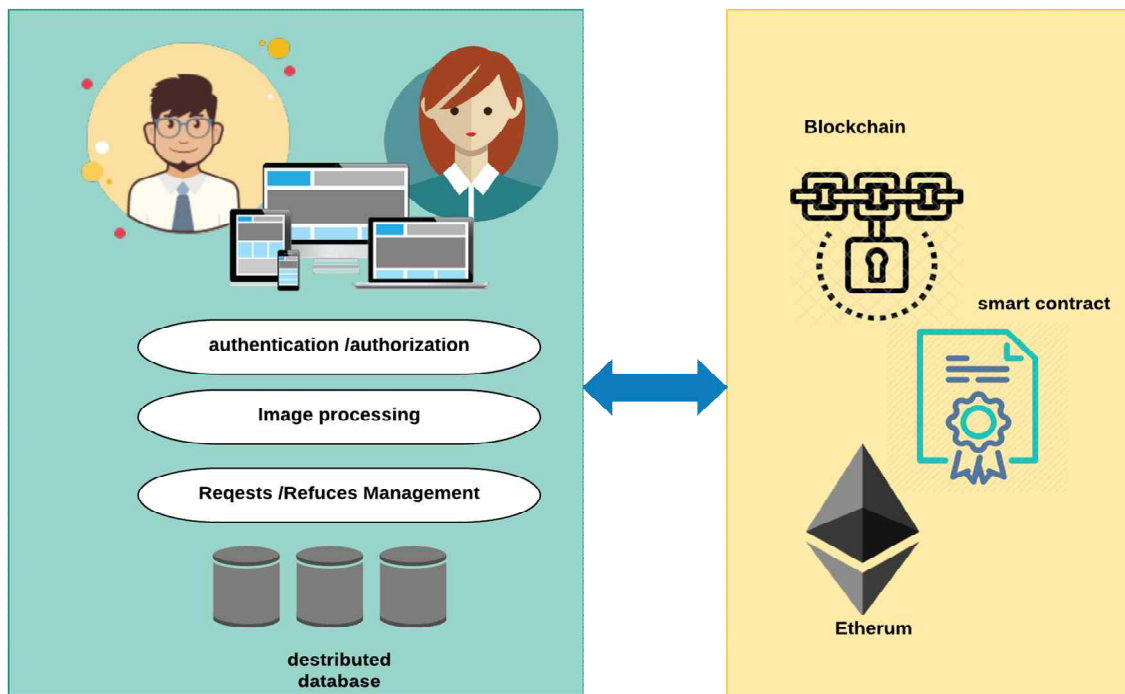 authentication /authorization
Image processing
Reqests /Refuces Management
destributed
database
Blockchain
smart contract
Etherum